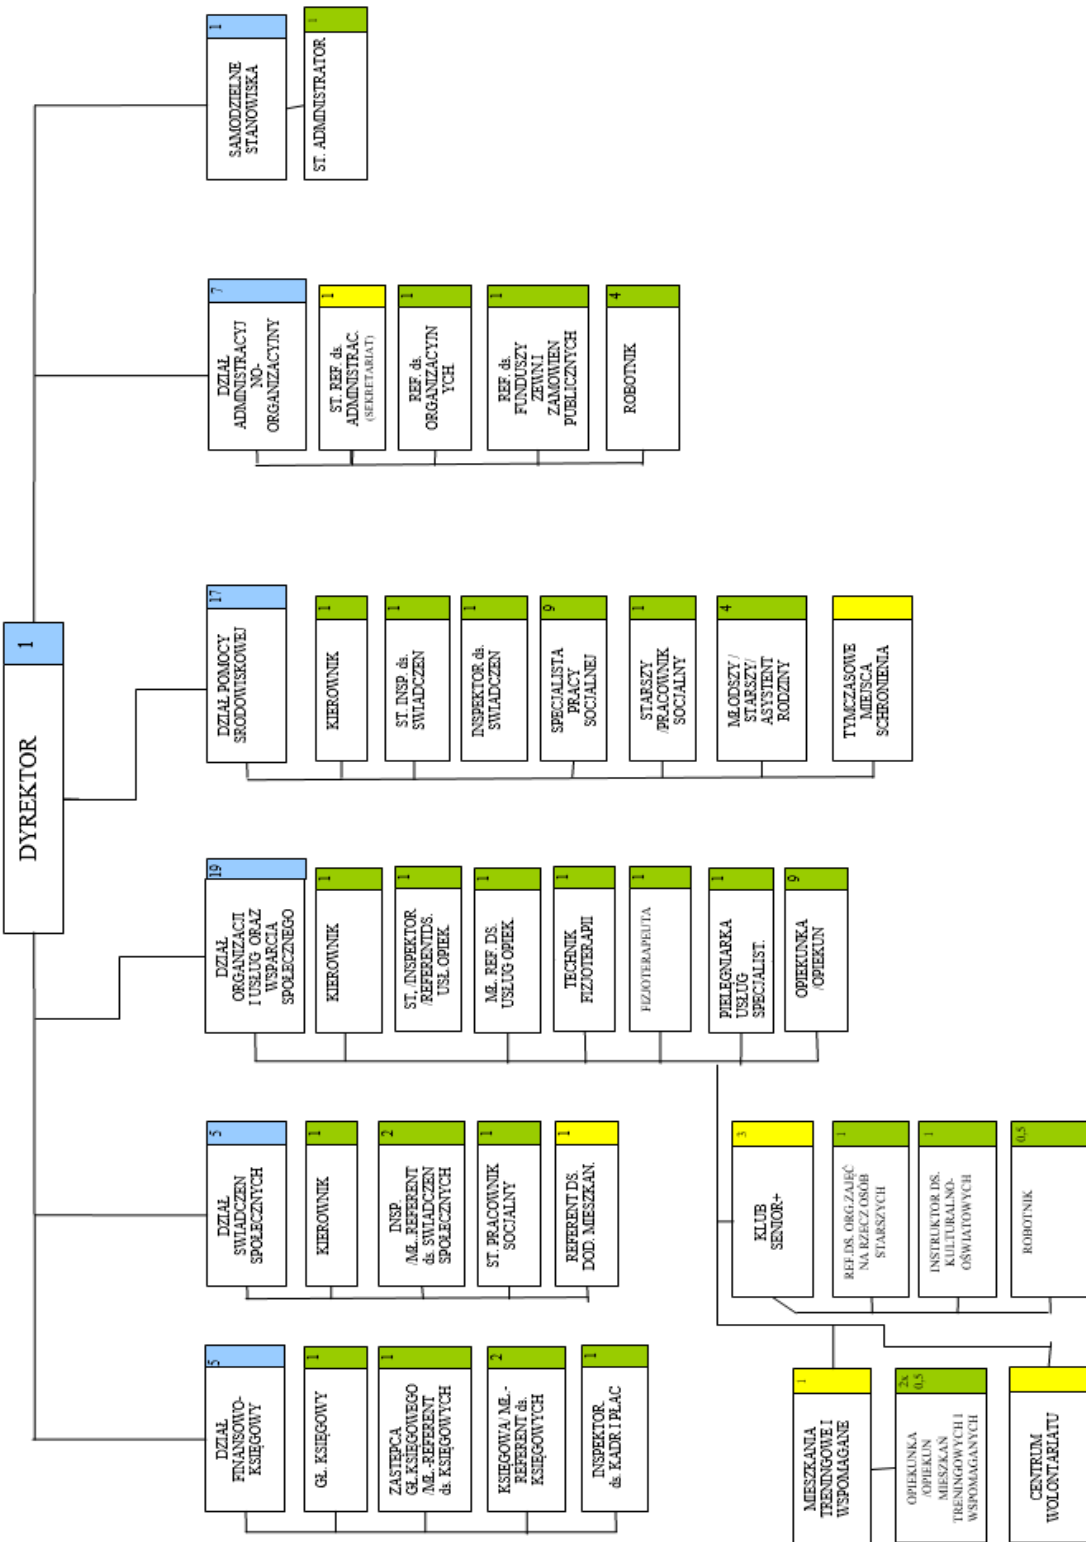 DYREKTOR
1
DZIAŁ
FINANSOWO-
KSIĘGOWY
5
GŁ. KSIĘGOWY
1
ZASTĘPCA
GŁ.KSIEGOWEGO
/MŁ.-REFERENT
ds. KSIĘGOWYCH
1
KSIĘGOWA/ MŁ.-
REFERENT ds.
KSIĘGOWYCH
2
INSPEKTOR
ds. KADR I PŁAC
1
DZIAŁ
SWIADCZEN
SPOŁECZNYCH
5
KIEROWNIK
1
INSP.
/MŁ..REFERENT
ds. SWIADCZEN
SPOŁECZNYCH
2
ST. PRACOWNIK
SOCJALNY
1
REFERENT DS.
DOD. MIESZKAN.
1
DZIAŁ
ORGANIZACJI
I USŁUG ORAZ
WSPARCIA
SPOŁECZNEGO
19
KIEROWNIK
1
ST, /INSPEKTOR
/REFERENTDS.
USŁ.OPIEK.
1
MŁ. REF. DS.
USŁUG OPIEK.
1
TECHNIK
FIZJOTERAPII
1
FIZJOTERAPEUTA
1
PIELĘGNIARKA
USŁUG
SPECJALIST.
1
OPIEKUNKA
/OPIEKUN
9
KLUB
SENIOR+
3
REF.DS. ORG.ZAJĘĆ
NA RZECZ OSÓB
STARSZYCH
1
INSTRUKTOR DS.
KULTURALNO-
OŚWIATOWYCH
1
ROBOTNIK
0,5
MIESZKANIA
TRENINGOWE I
WSPOMAGANE
1
OPIEKUNKA
/OPIEKUN
MIESZKAŃ
TRENINGOWYCH I
WSPOMAGANYCH
2x
0,5
CENTRUM
WOLONTARIATU
DZIAŁ POMOCY
SRODOWISKOWEJ
17
KIEROWNIK
1
ST. INSP. ds.
SWIADCZEN
1
INSPEKTOR ds.
SWIADCZEN
1
SPECJALISTA
PRACY
SOCJALNEJ
9
STARSZY
/PRACOWNIK
SOCJALNY
1
MŁODSZY /
STARSZY/
ASYSTENT
RODZINY
4
TYMCZASOWE
MIEJSCA
SCHRONIENIA
DZIAŁ
ADMINISTRACYJ
NO-
ORGANIZACYJNY
7
ST. REF. ds.
ADMINISTRAC.
(SEKRETARIAT)
1
REF. ds.
ORGANIZACYJN
YCH
1
REF. ds.
FUNDUSZY
ZEWN.I
ZAMOWIEN
PUBLICZNYCH
1
ROBOTNIK
4
SAMODZIELNE
STANOWISKA
1
ST. ADMINISTRATOR
1